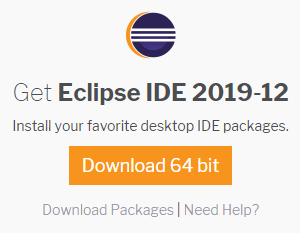 Get Eclipse IDE 2019-12
Install your favorite desktop IDE packages.
Download 64 bit
Download Packages | Need Help?